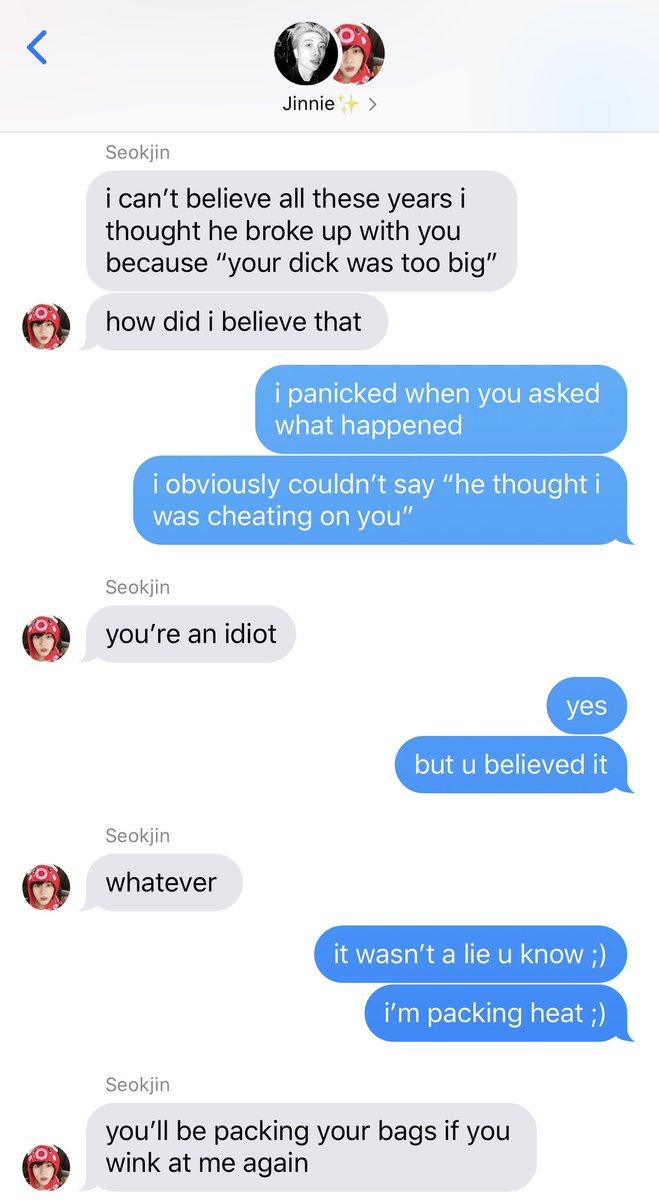 Jinnie✨ >
Seokjin
i can’t believe all these years i
thought he broke up with you
because “your dick was too big”
how did i believe that
i panicked when you asked
what happened
i obviously couldn’t say “he thought i
was cheating on you”
Seokjin
you’re an idiot
yes
but u believed it
Seokjin
whatever
it wasn’t a lie u know ;)
i’m packing heat ;)
Seokjin
you’ll be packing your bags if you
wink at me again